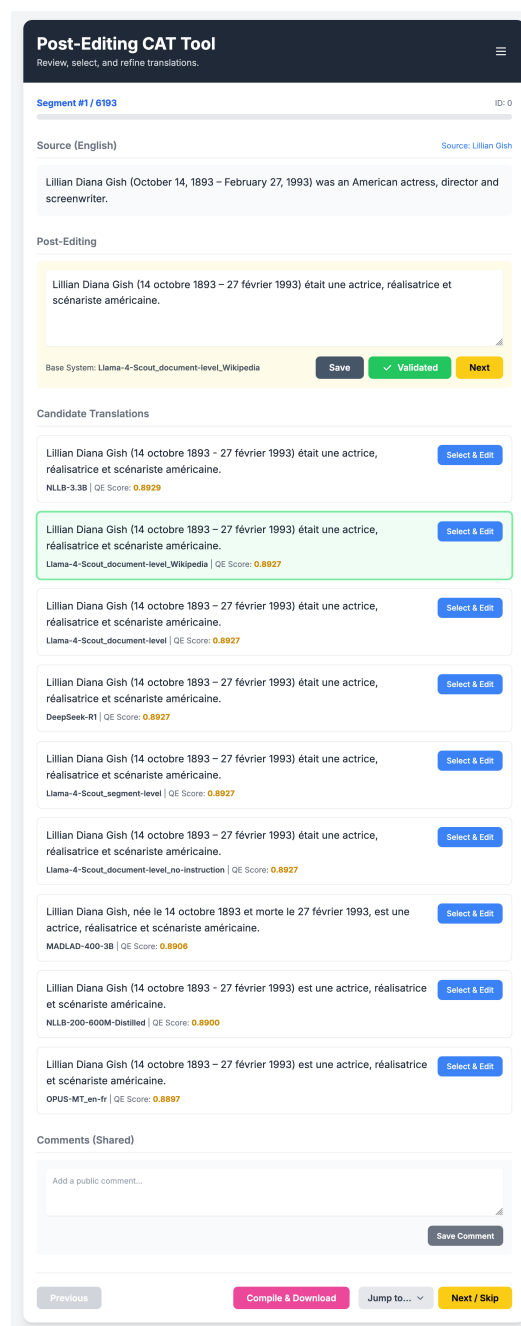 Post-Editing CAT Tool
Review, select, and refine translations.
Segment #1 / 6193
ID: 0
Source (English)
Source: Lillian Gish
Lillian Diana Gish (October 14, 1893 – February 27, 1993) was an American actress, director and
screenwriter.
Post-Editing
Lillian Diana Gish (14 octobre 1893 – 27 février 1993) était une actrice, réalisatrice et
scénariste américaine.
Base System: Llama-4-Scout_document-level_Wikipedia
Save
✓ Validated
Next
Candidate Translations
Lillian Diana Gish (14 octobre 1893 - 27 février 1993) était une actrice,
réalisatrice et scénariste américaine.
Select & Edit
NLLB-3.3B | QE Score: 0.8929
Lillian Diana Gish (14 octobre 1893 – 27 février 1993) était une actrice,
réalisatrice et scénariste américaine.
Select & Edit
Llama-4-Scout_document-level_Wikipedia | QE Score: 0.8927
Lillian Diana Gish (14 octobre 1893 – 27 février 1993) était une actrice,
réalisatrice et scénariste américaine.
Select & Edit
Llama-4-Scout_document-level | QE Score: 0.8927
Lillian Diana Gish (14 octobre 1893 – 27 février 1993) était une actrice,
réalisatrice et scénariste américaine.
Select & Edit
DeepSeek-R1 | QE Score: 0.8927
Lillian Diana Gish (14 octobre 1893 – 27 février 1993) était une actrice,
réalisatrice et scénariste américaine.
Select & Edit
Llama-4-Scout_segment-level | QE Score: 0.8927
Lillian Diana Gish (14 octobre 1893 – 27 février 1993) était une actrice,
réalisatrice et scénariste américaine.
Select & Edit
Llama-4-Scout_document-level_no-instruction | QE Score: 0.8927
Lillian Diana Gish, née le 14 octobre 1893 et morte le 27 février 1993, est une
actrice, réalisatrice et scénariste américaine.
Select & Edit
MADLAD-400-3B | QE Score: 0.8906
Lillian Diana Gish (14 octobre 1893 - 27 février 1993) est une actrice, réalisatrice
et scénariste américaine.
Select & Edit
NLLB-200-600M-Distilled | QE Score: 0.8900
Lillian Diana Gish (14 octobre 1893 – 27 février 1993) est une actrice, réalisatrice
et scénariste américaine.
Select & Edit
OPUS-MT_en-fr | QE Score: 0.8897
Comments (Shared)
Add a public comment...
Save Comment
Previous
Compile & Download
Jump to...
Next / Skip